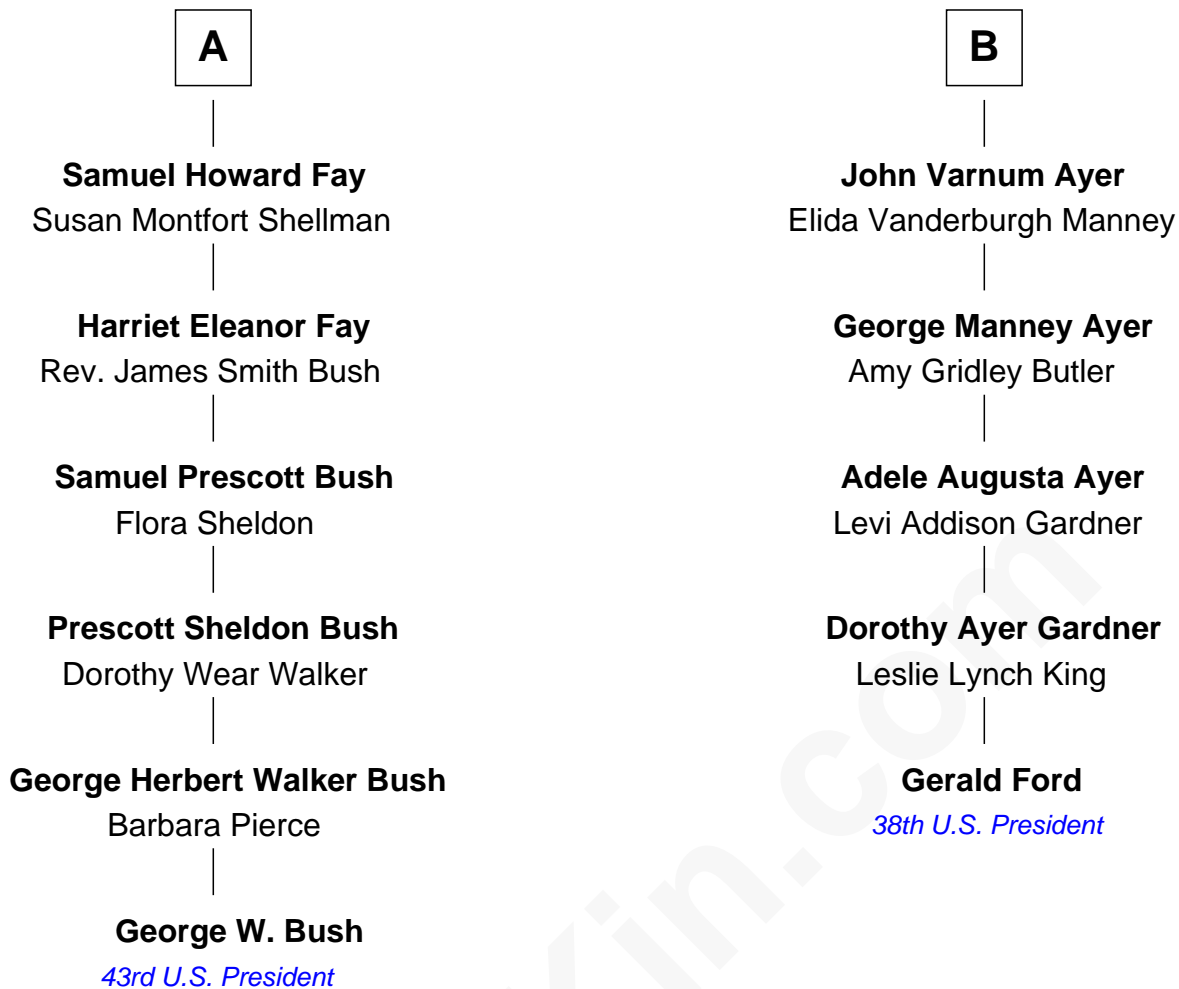 A
Samuel Howard Fay
Susan Montfort Shellman
Harriet Eleanor Fay
Rev. James Smith Bush
Samuel Prescott Bush
Flora Sheldon
Prescott Sheldon Bush
Dorothy Wear Walker
George Herbert Walker Bush
Barbara Pierce
George W. Bush
43rd U.S. President
B
John Varnum Ayer
Elida Vanderburgh Manney
George Manney Ayer
Amy Gridley Butler
Adele Augusta Ayer
Levi Addison Gardner
Dorothy Ayer Gardner
Leslie Lynch King
Gerald Ford
38th U.S. President